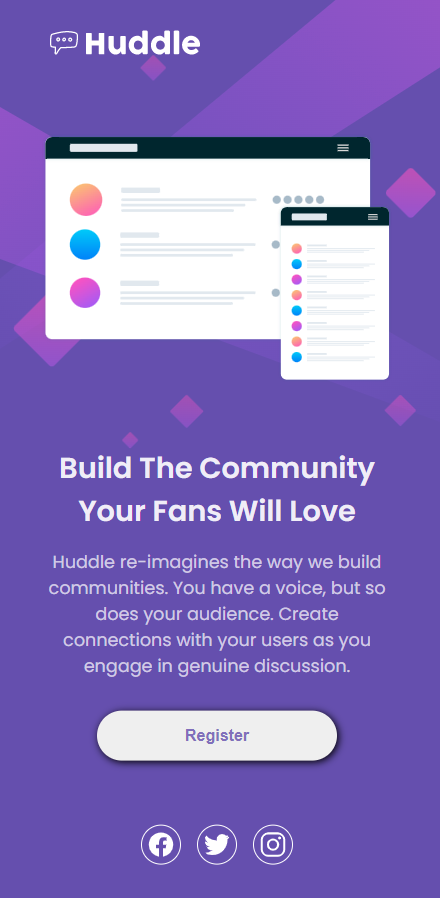 Huddle
Build The Community
Your Fans Will Love
Huddle re-imagines the way we build
communities. You have a voice, but so
does your audience. Create
connections with your users as you
engage in genuine discussion.
Register